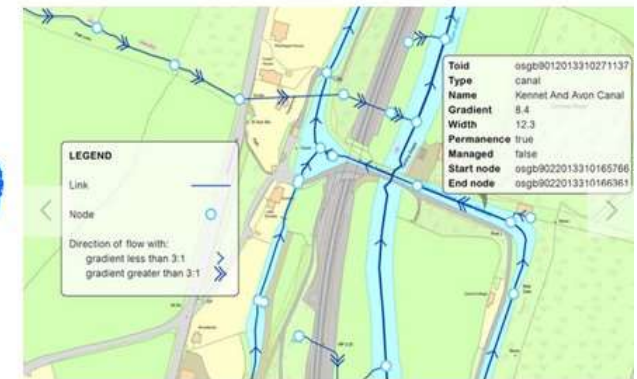 LEGEND
Link
Node
Direction of flow with:
gradient less than 3:1
gradient greater than 3:1
Toid osgb9012013310271137
Type canal
Name Kennet And Avon Canal
Gradient 8.4
Width 12.3
Permanence true
Managed false
Start node osgb9022013310165766
End node osgb9022013310166361